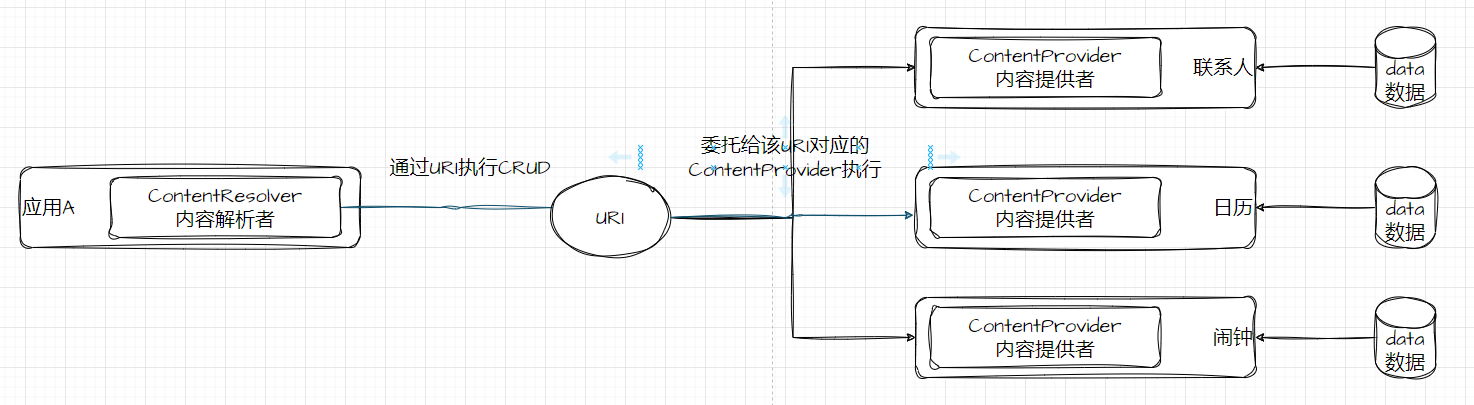 应用A
ContentResolver
内容解析者
通过URI执行CRUD
URI
委托给该URI对应的
ContentProvider执行
ContentProvider
内容提供者
联系人
data
数据
ContentProvider
内容提供者
日历
data
数据
ContentProvider
内容提供者
闹钟
data
数据